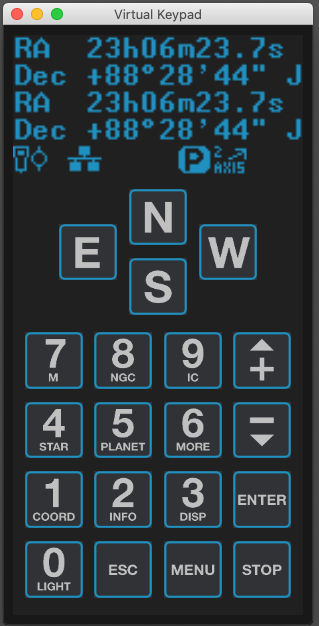 Virtual Keypad
RA 23h06m23.7s
Dec +88°28'44" J
RA 23h06m23.7s
Dec +88°28'44" J
P 2 AXIS
N
E W
S
7 8 9 +
M NGC IC
4 5 6 −
STAR PLANET MORE
1 2 3 ENTER
COORD INFO DISP
0 ESC MENU STOP
LIGHT